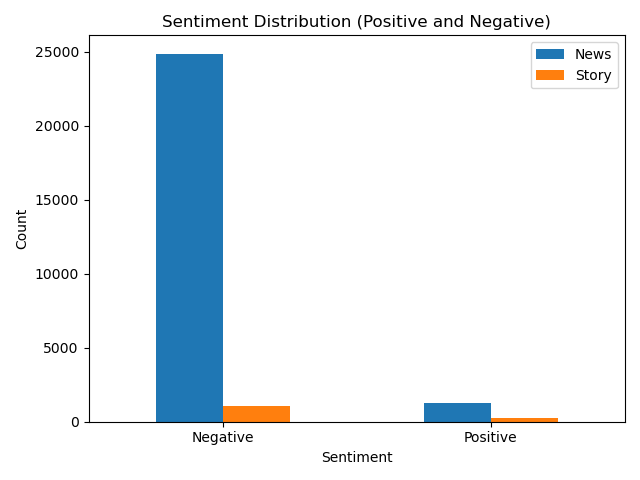 Sentiment Distribution (Positive and Negative)
News
Story
25000
20000
15000
10000
5000
0
Count
Negative
Positive
Sentiment